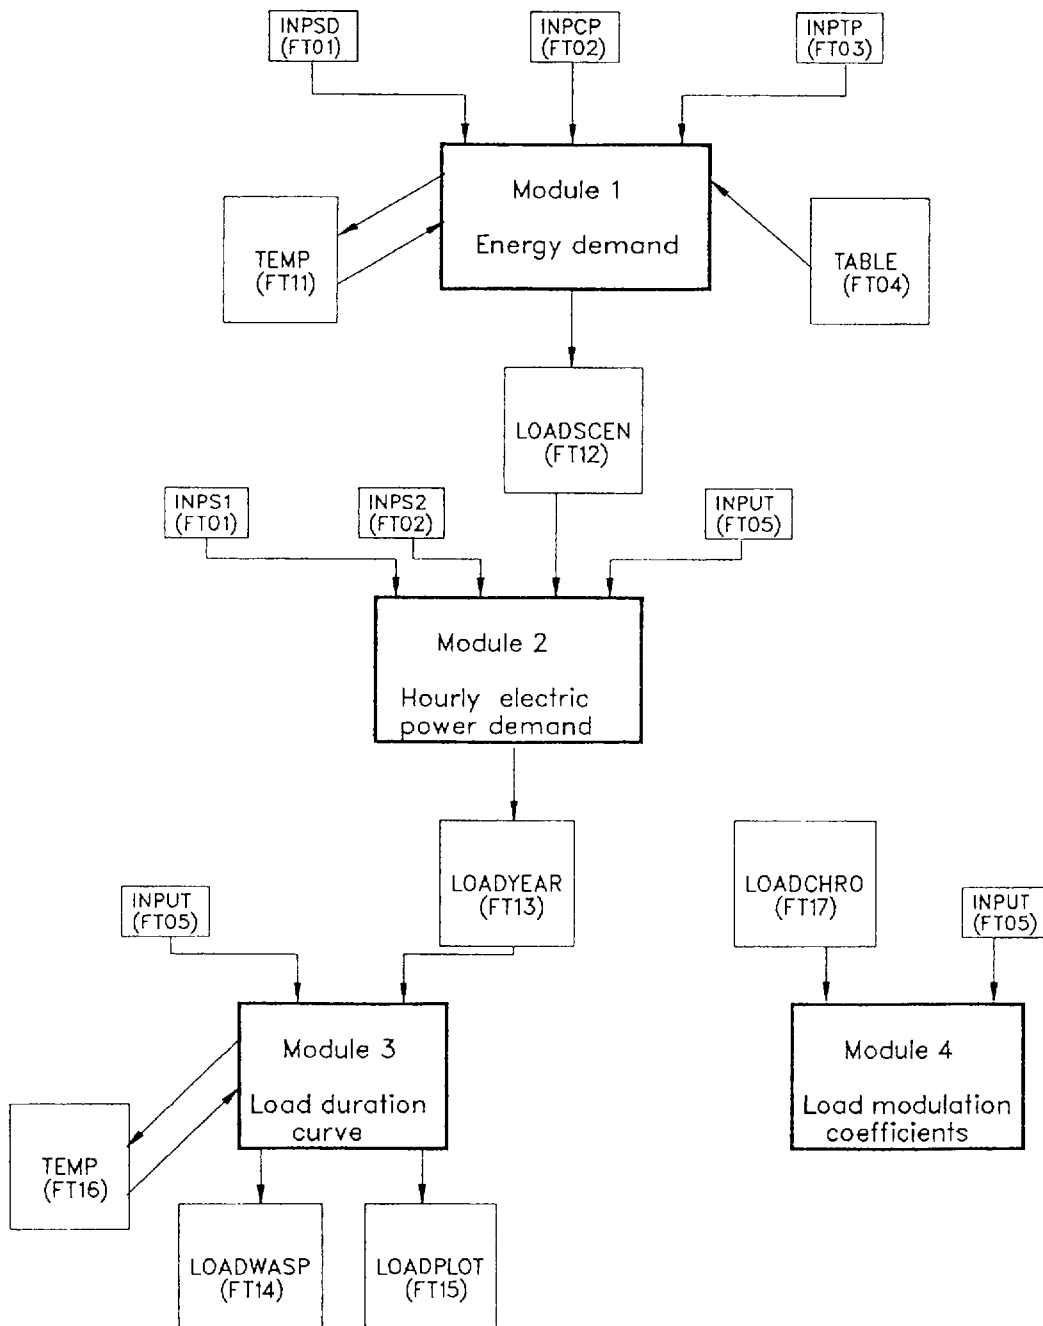 INPSD
(FT01)
INPCP
(FT02)
INPTP
(FT03)
Module 1
Energy demand
TEMP
(FT11)
TABLE
(FT04)
LOADSCEN
(FT12)
INPS1
(FT01)
INPS2
(FT02)
INPUT
(FT05)
Module 2
Hourly electric
power demand
LOADYEAR
(FT13)
LOADCHRO
(FT17)
INPUT
(FT05)
INPUT
(FT05)
Module 3
Load duration
curve
Module 4
Load modulation
coefficients
TEMP
(FT16)
LOADWASP
(FT14)
LOADPLOT
(FT15)